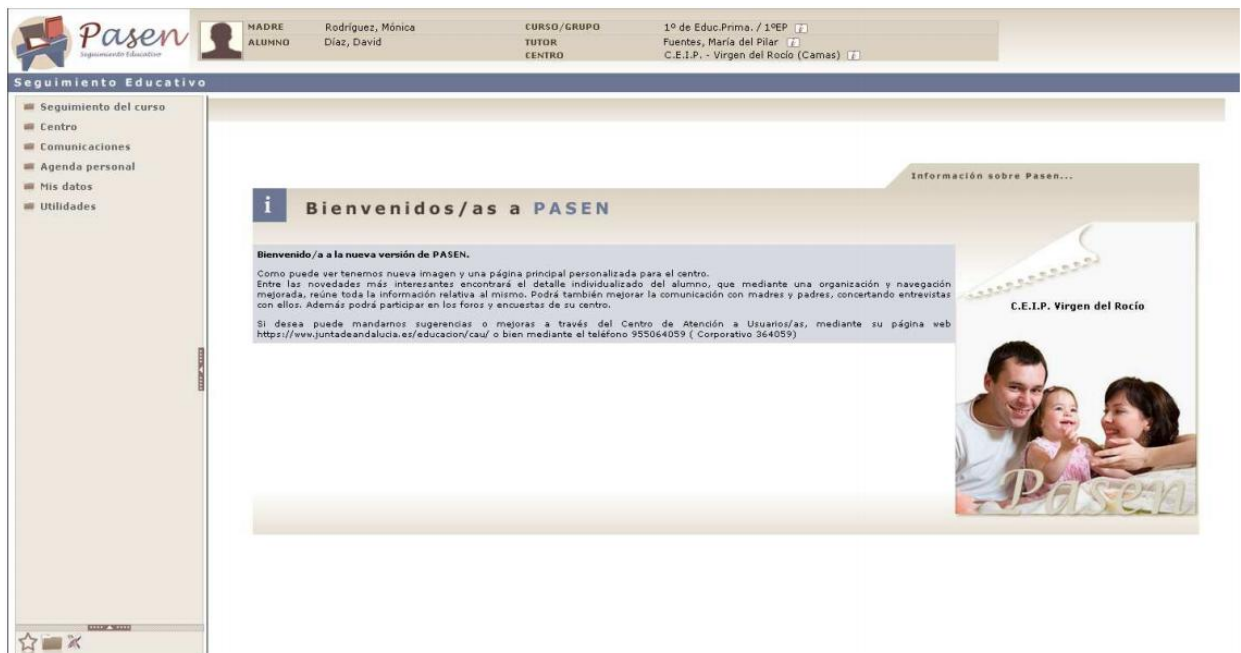 Pasen
Seguimiento Educativo
MADRE Rodríguez, Mónica CURSO/GRUPO 1º de Educ.Prima. / 1ºEP
ALUMNO Díaz, David TUTOR Fuentes, María del Pilar
CENTRO C.E.I.P. - Virgen del Rocío (Camas)
Seguimiento Educativo
Seguimiento del curso
Centro
Comunicaciones
Agenda personal
Mis datos
Utilidades
Información sobre Pasen...
i Bienvenidos/as a PASEN
Bienvenido/a a la nueva versión de PASEN.
Como puede ver tenemos nueva imagen y una página principal personalizada para el centro.
Entre las novedades más interesantes encontrará el detalle individualizado del alumno, que mediante una organización y navegación
mejorada, reúne toda la información relativa al mismo. Podrá también mejorar la comunicación con madres y padres, concertando entrevistas
con ellos. Además podrá participar en los foros y encuestas de su centro.
Si desea puede mandarnos sugerencias o mejoras a través del Centro de Atención a Usuarios/as, mediante su página web
https://www.juntadeandalucia.es/educacion/cau/ o bien mediante el teléfono 955064059 ( Corporativo 364059)
C.E.I.P. Virgen del Rocío
Pasen